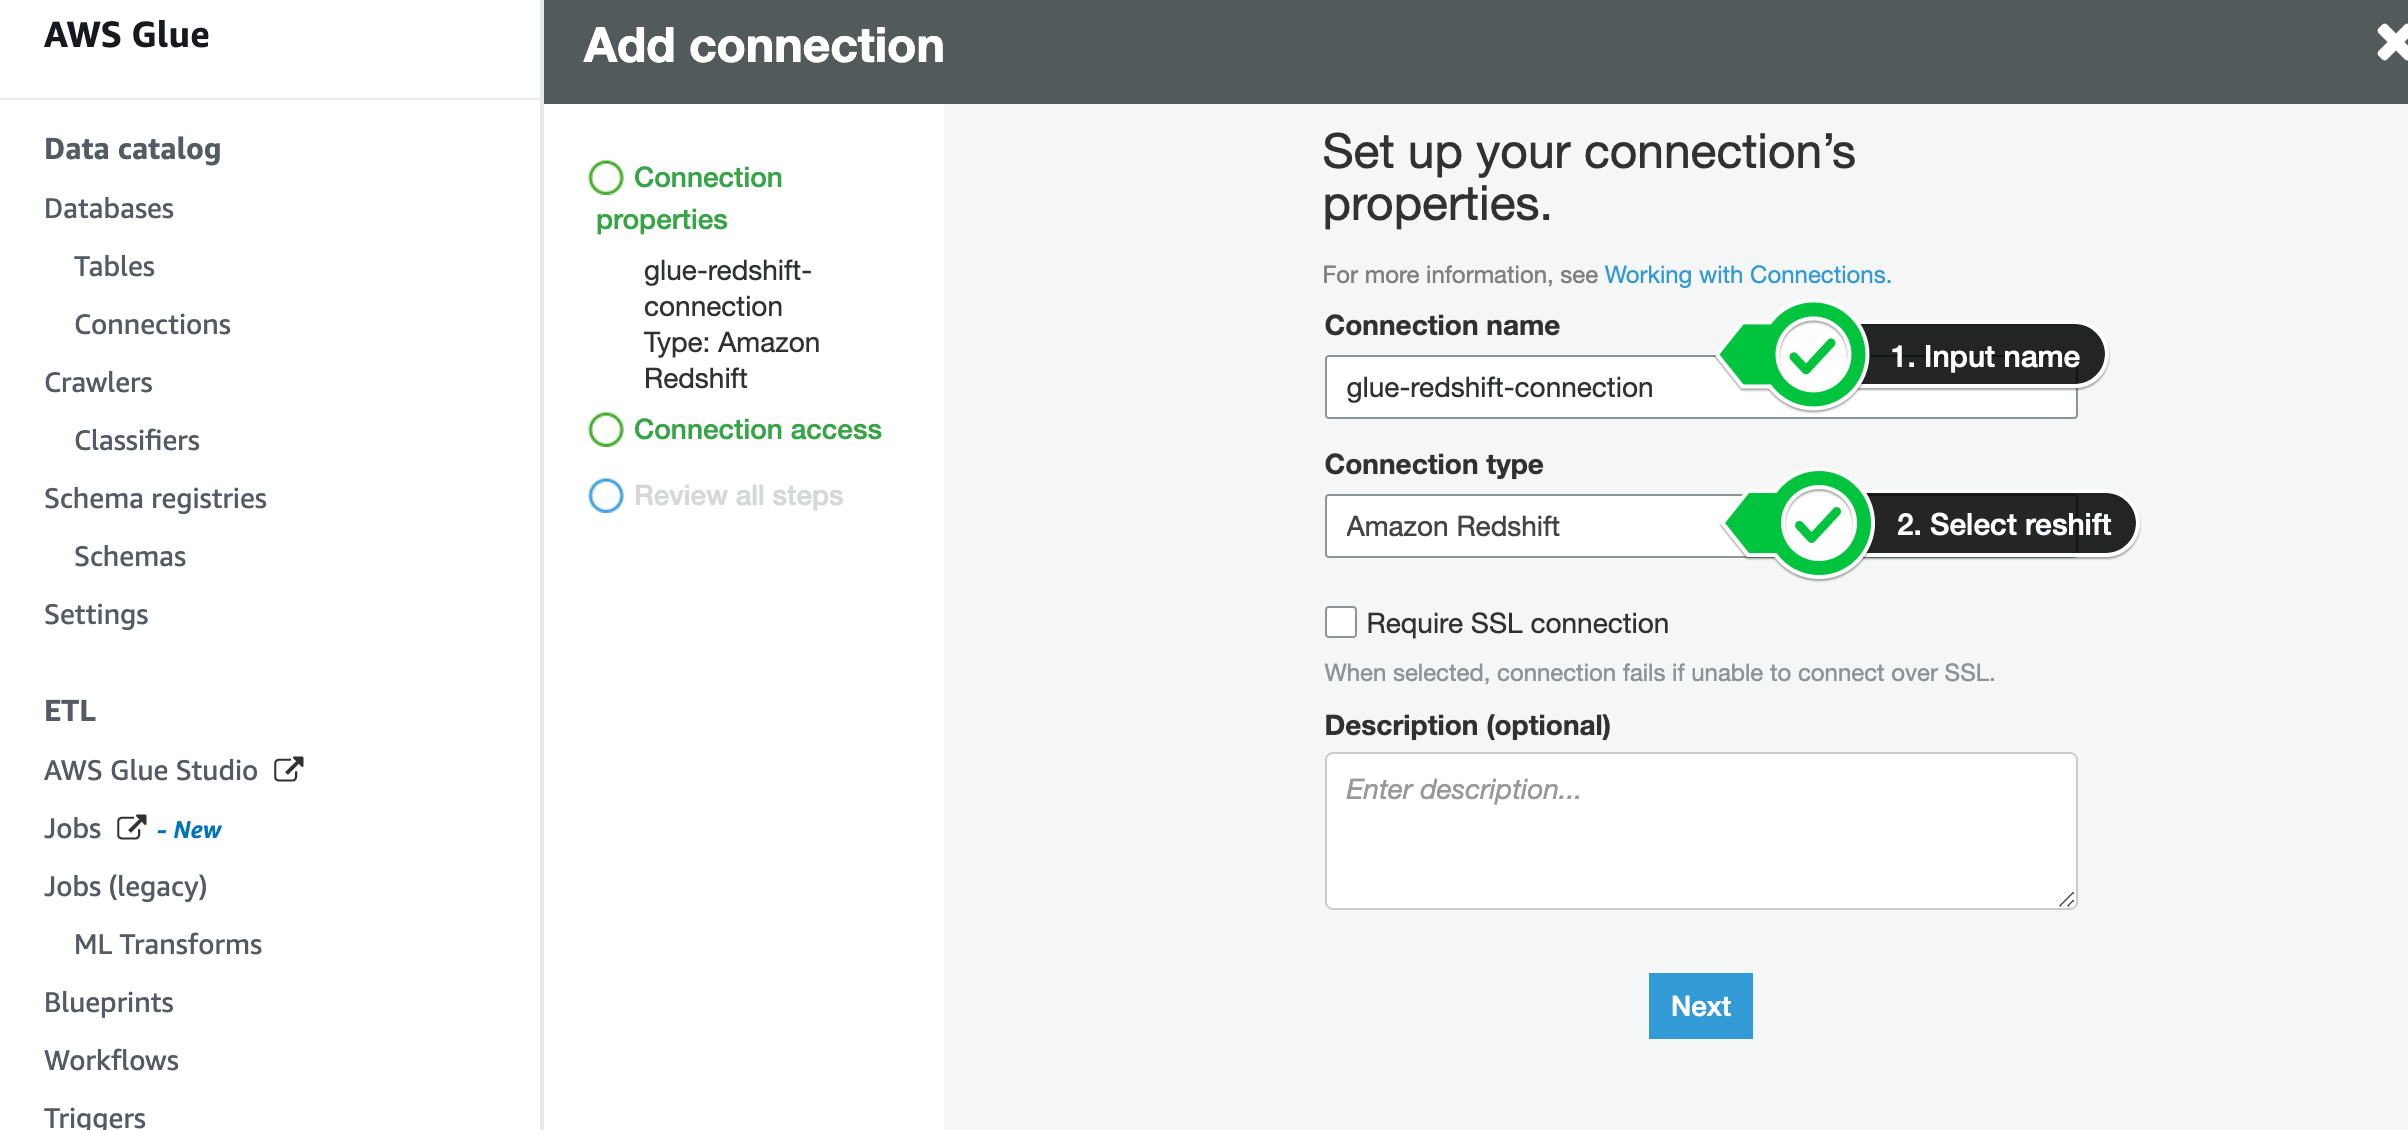 AWS Glue
Data catalog
Databases
Tables
Connections
Crawlers
Classifiers
Schema registries
Schemas
Settings
ETL
AWS Glue Studio
Jobs - New
Jobs (legacy)
ML Transforms
Blueprints
Workflows
Triggers
Add connection
Connection
properties
glue-redshift-
connection
Type: Amazon
Redshift
Connection access
Review all steps
Set up your connection’s
properties.
For more information, see Working with Connections.
Connection name
glue-redshift-connection
1. Input name
Connection type
Amazon Redshift
2. Select reshift
Require SSL connection
When selected, connection fails if unable to connect over SSL.
Description (optional)
Enter description...
Next